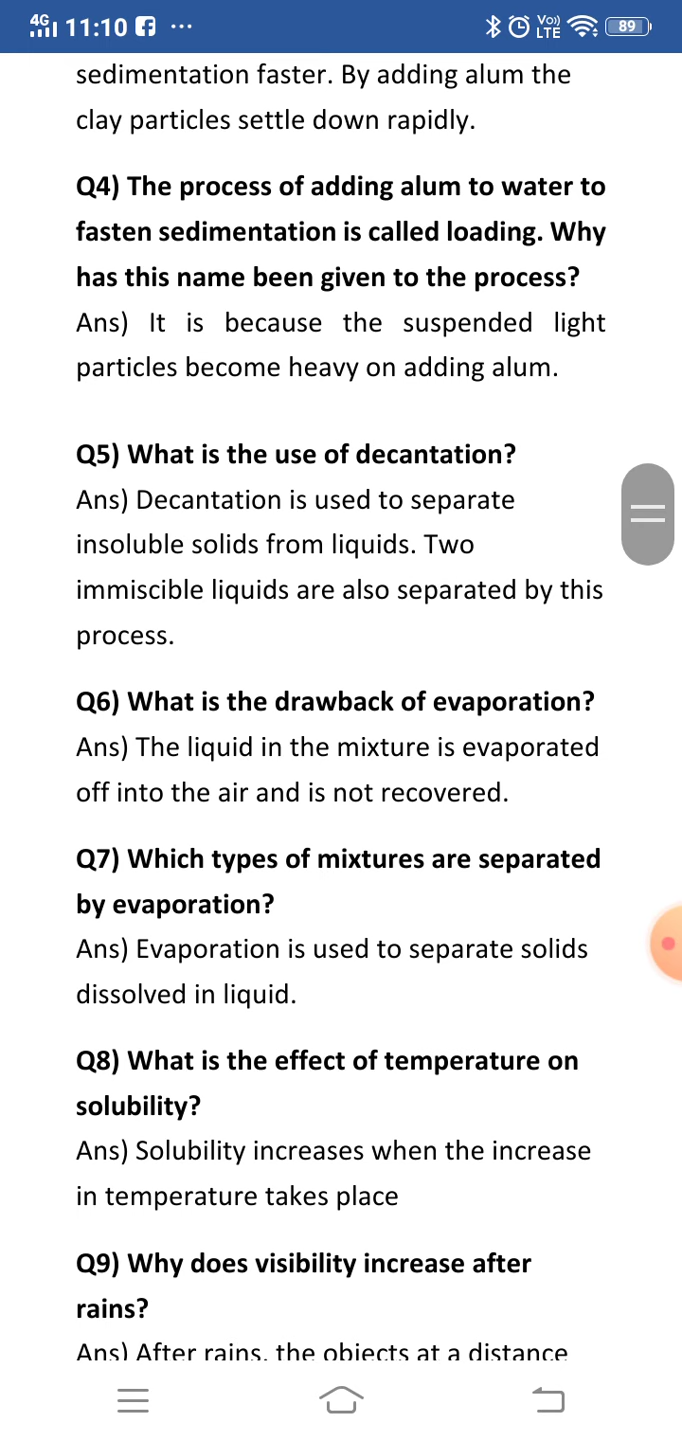 4G 11:10 ... Vo)) LTE 89
sedimentation faster. By adding alum the
clay particles settle down rapidly.
Q4) The process of adding alum to water to
fasten sedimentation is called loading. Why
has this name been given to the process?
Ans) It is because the suspended light
particles become heavy on adding alum.
Q5) What is the use of decantation?
Ans) Decantation is used to separate
insoluble solids from liquids. Two
immiscible liquids are also separated by this
process.
Q6) What is the drawback of evaporation?
Ans) The liquid in the mixture is evaporated
off into the air and is not recovered.
Q7) Which types of mixtures are separated
by evaporation?
Ans) Evaporation is used to separate solids
dissolved in liquid.
Q8) What is the effect of temperature on
solubility?
Ans) Solubility increases when the increase
in temperature takes place
Q9) Why does visibility increase after
rains?
Ans) After rains, the objects at a distance